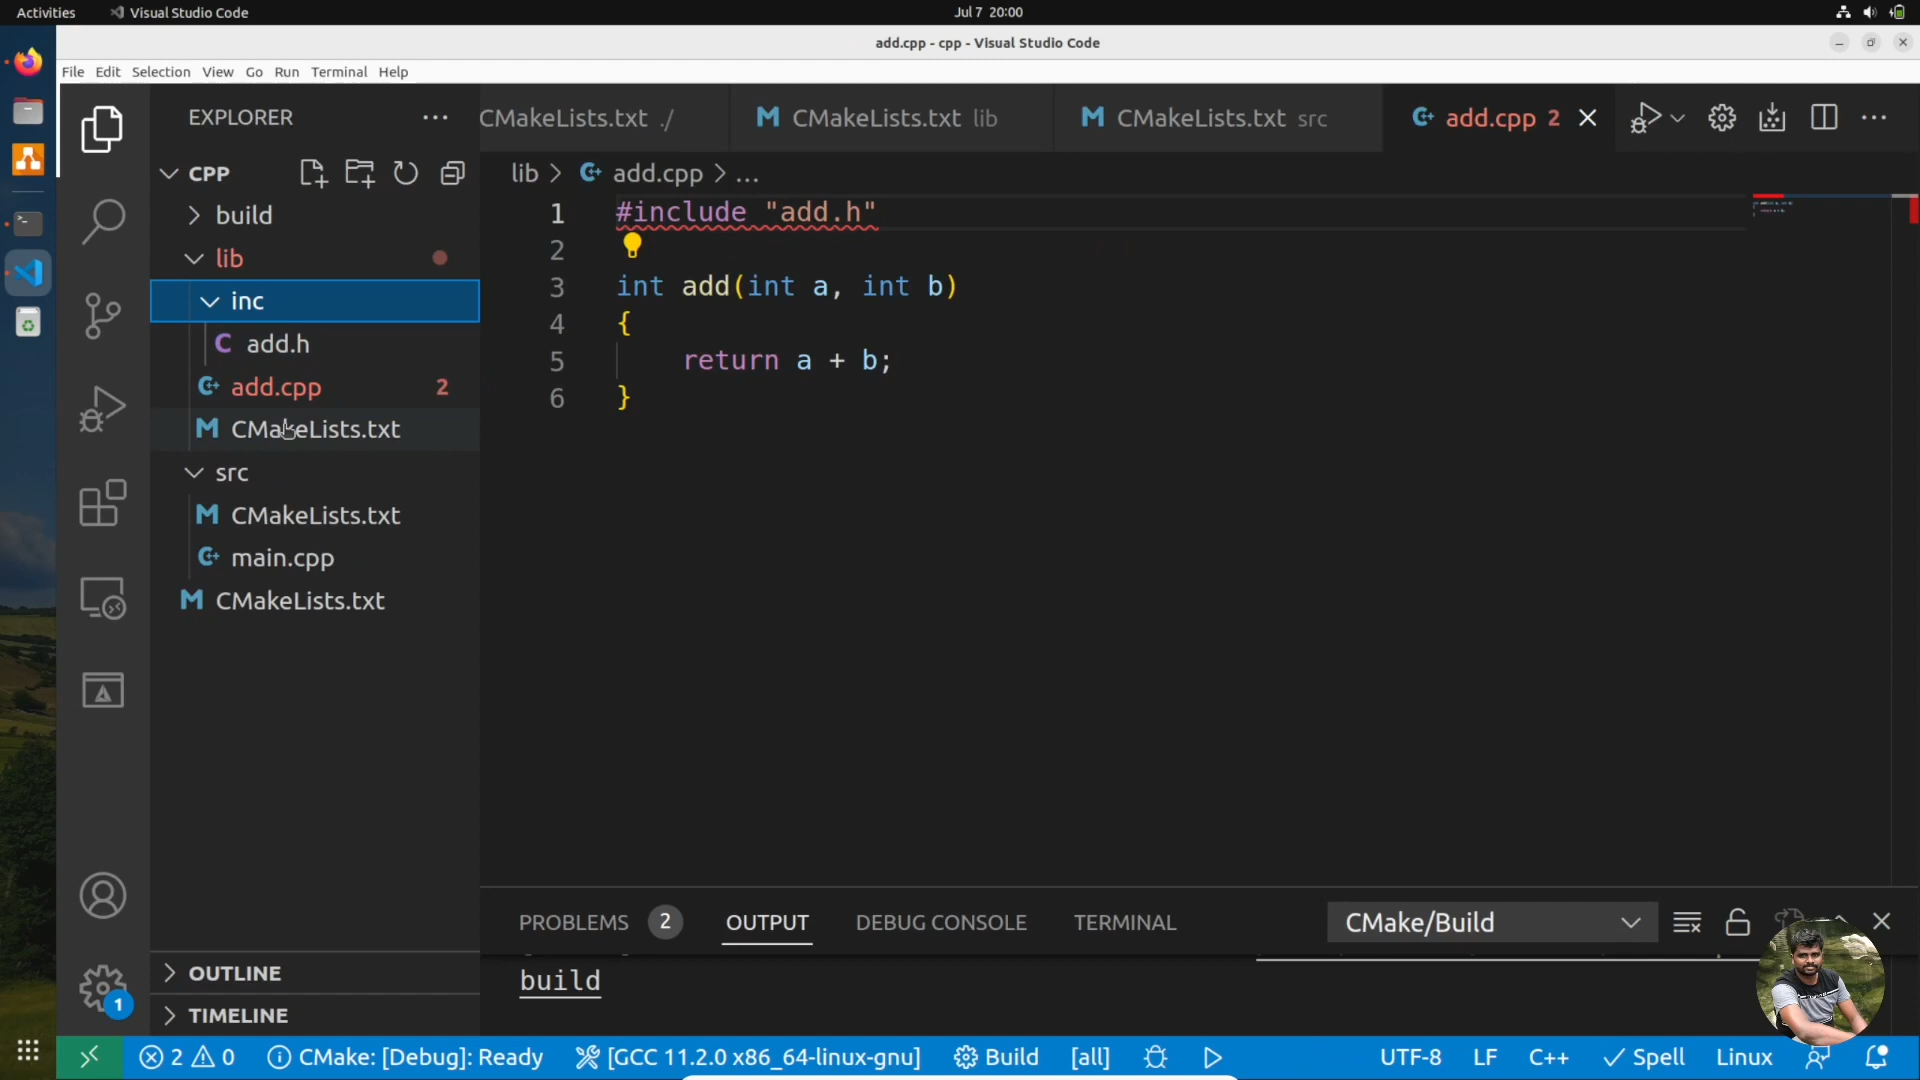 Activities Visual Studio Code Jul 7 20:00
add.cpp - cpp - Visual Studio Code
File Edit Selection View Go Run Terminal Help
EXPLORER
CMakeLists.txt ./
CMakeLists.txt lib
CMakeLists.txt src
add.cpp 2
CPP
lib > add.cpp > ...
build
lib
inc
add.h
add.cpp 2
CMakeLists.txt
src
CMakeLists.txt
main.cpp
CMakeLists.txt
1 #include "add.h"
2
3 int add(int a, int b)
4 {
5 return a + b;
6 }
PROBLEMS 2 OUTPUT DEBUG CONSOLE TERMINAL CMake/Build
build
OUTLINE
TIMELINE
1
2 0 CMake: [Debug]: Ready [GCC 11.2.0 x86_64-linux-gnu] Build [all] UTF-8 LF C++ Spell Linux